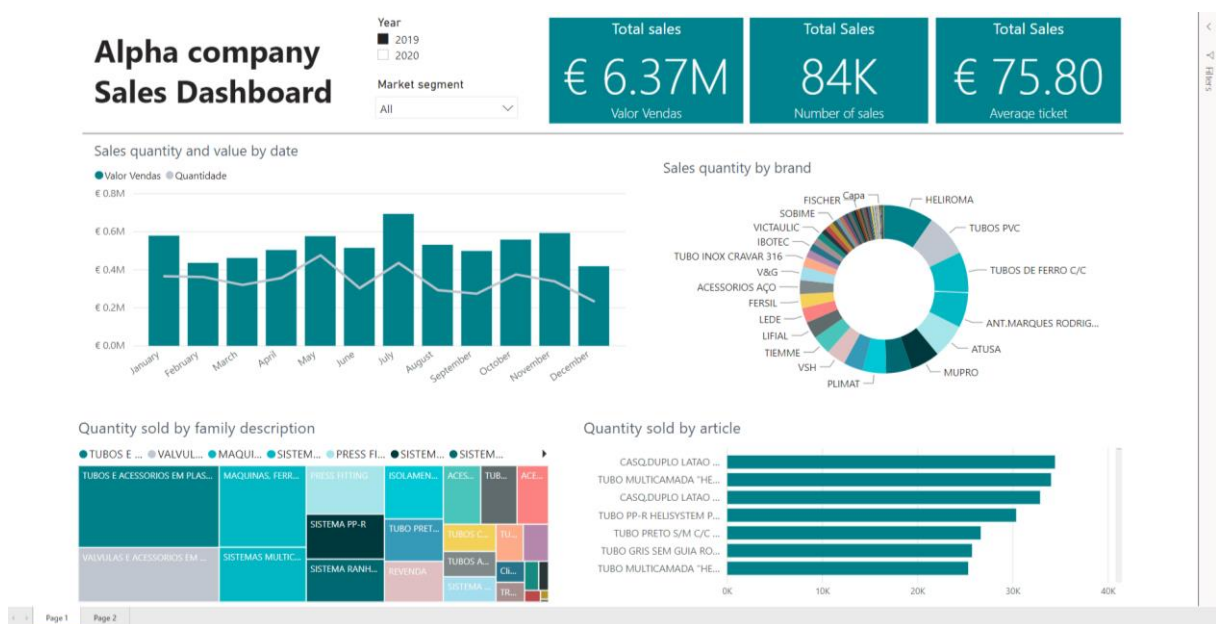 Alpha company
Sales Dashboard
Year
2019
2020
Market segment
All
Total sales
€ 6.37M
Valor Vendas
Total Sales
84K
Number of sales
Total Sales
€ 75.80
Average ticket
Filters
Sales quantity and value by date
Valor Vendas Quantidade
€ 0.8M
€ 0.6M
€ 0.4M
€ 0.2M
€ 0.0M
January
February
March
April
May
June
July
August
September
October
November
December
Sales quantity by brand
Capa
FISCHER
SOBIME
VICTAULIC
IBOTEC
TUBO INOX CRAVAR 316
V&G
ACESSORIOS AÇO
FERSIL
LEDE
LIFIAL
TIEMME
VSH
PLIMAT
HELIROMA
TUBOS PVC
TUBOS DE FERRO C/C
ANT.MARQUES RODRIG...
ATUSA
MUPRO
Quantity sold by family description
TUBOS E ... VALVUL... MAQUI... SISTEM... PRESS FI... SISTEM... SISTEM...
TUBOS E ACESSORIOS EM PLAS...
VALVULAS E ACESSORIOS EM ...
MAQUINAS, FERR...
SISTEMAS MULTIC...
PRESS FITTING
SISTEMA PP-R
SISTEMA RANH...
ISOLAMEN...
TUBO PRET...
REVENDA
ACES...
TUB...
ACE...
TUBOS C...
TU...
TUBOS A...
Cli...
SISTEMA ...
TR...
Quantity sold by article
CASQ.DUPLO LATAO ...
TUBO MULTICAMADA "HE...
CASQ.DUPLO LATAO ...
TUBO PP-R HELISYSTEM P...
TUBO PRETO S/M C/C ...
TUBO GRIS SEM GUIA RO...
TUBO MULTICAMADA "HE...
0K 10K 20K 30K 40K
Page 1 Page 2